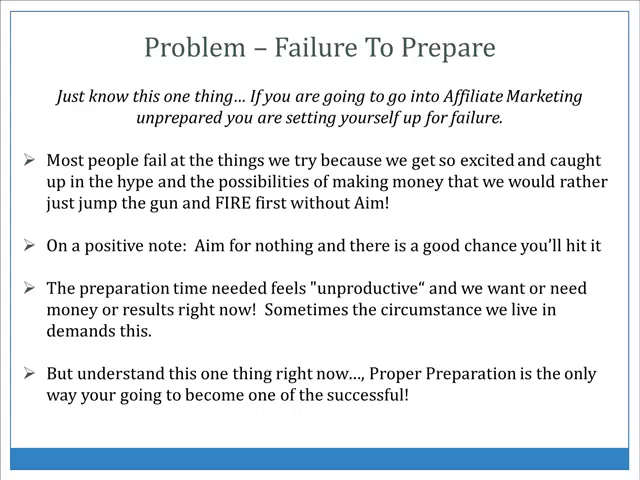 Problem – Failure To Prepare
Just know this one thing… If you are going to go into Affiliate Marketing
unprepared you are setting yourself up for failure.
➢ Most people fail at the things we try because we get so excited and caught
up in the hype and the possibilities of making money that we would rather
just jump the gun and FIRE first without Aim!
➢ On a positive note:  Aim for nothing and there is a good chance you’ll hit it
➢ The preparation time needed feels "unproductive“ and we want or need
money or results right now!  Sometimes the circumstance we live in
demands this.
➢ But understand this one thing right now…, Proper Preparation is the only
way your going to become one of the successful!